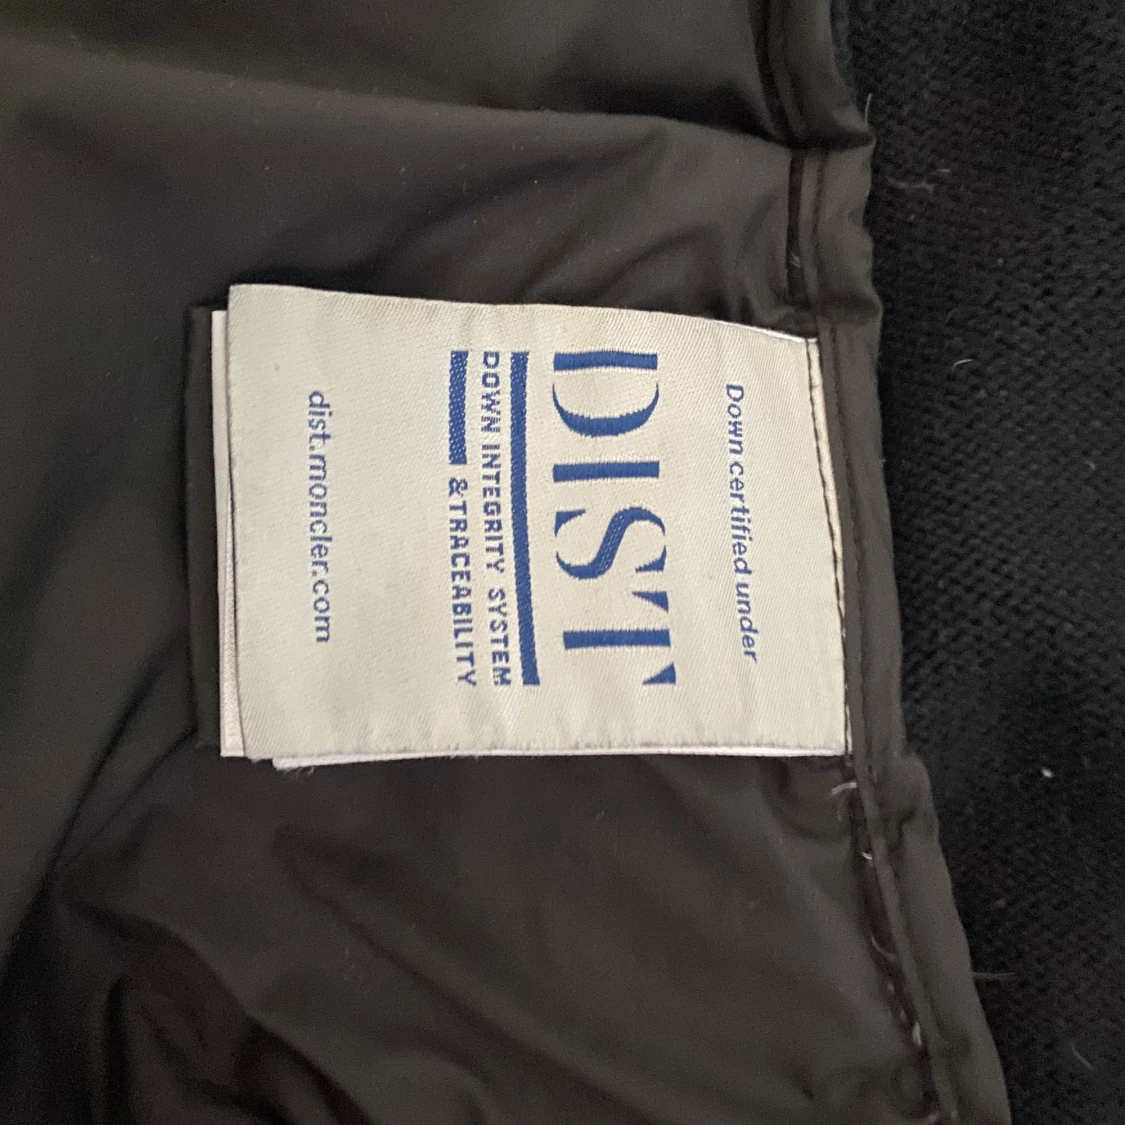 Down certified under
DIST
DOWN INTEGRITY SYSTEM
& TRACEABILITY
dist.moncler.com